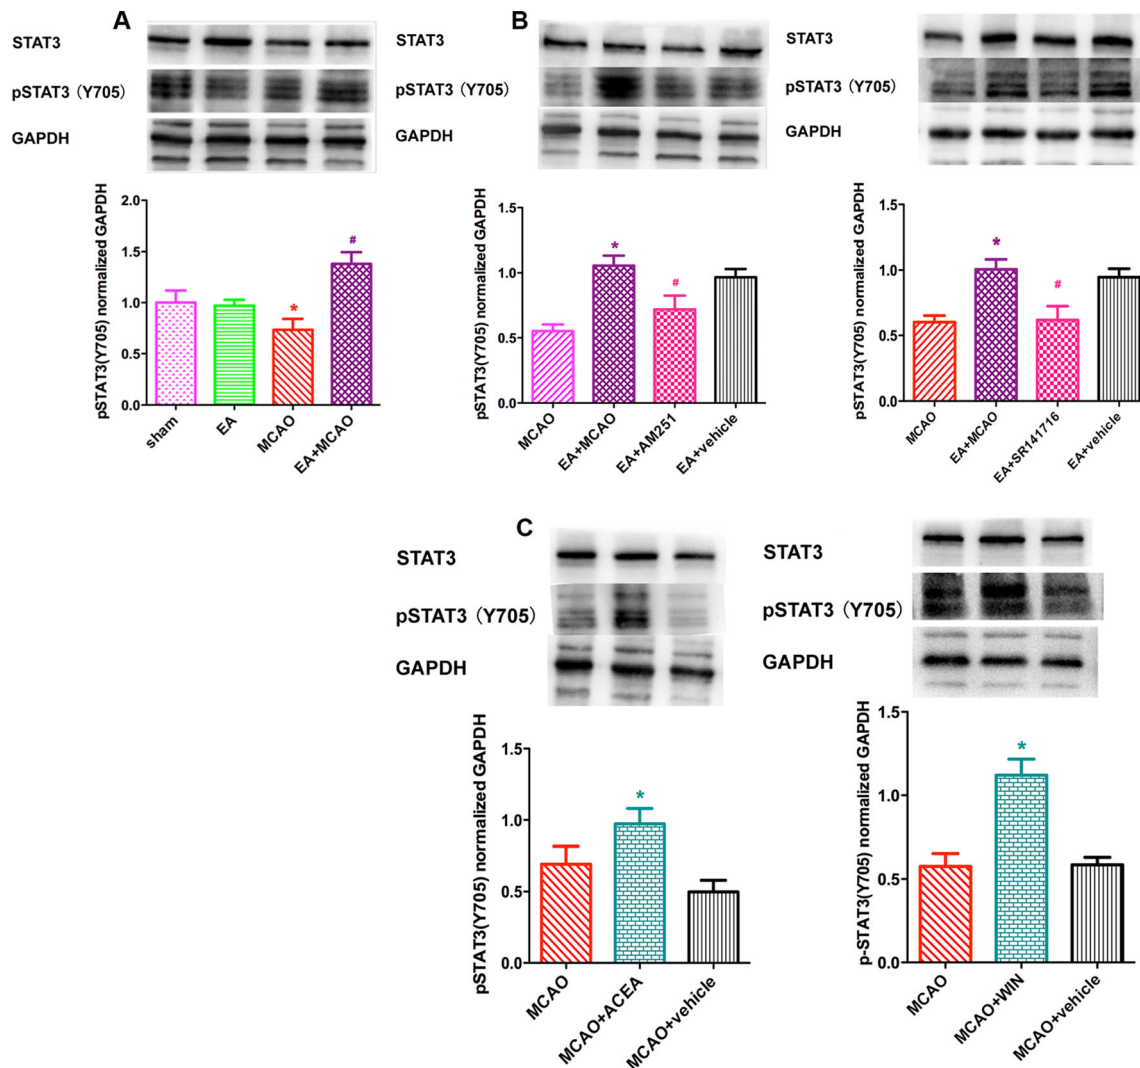 A
STAT3
pSTAT3 (Y705)
GAPDH
pSTAT3(Y705) normalized GAPDH
2.0
1.5
1.0
0.5
0.0
#
*
sham
EA
MCAO
EA+MCAO
B
STAT3
pSTAT3 (Y705)
GAPDH
pSTAT3(Y705) normalized GAPDH
1.5
1.0
0.5
0.0
*
#
MCAO
EA+MCAO
EA+AM251
EA+vehicle
STAT3
pSTAT3 (Y705)
GAPDH
pSTAT3(Y705) normalized GAPDH
1.5
1.0
0.5
0.0
*
#
MCAO
EA+MCAO
EA+SR141716
EA+vehicle
C
STAT3
pSTAT3 (Y705)
GAPDH
pSTAT3(Y705) normalized GAPDH
1.5
1.0
0.5
0.0
*
MCAO
MCAO+ACEA
MCAO+vehicle
STAT3
pSTAT3 (Y705)
GAPDH
p-STAT3(Y705) normalized GAPDH
1.5
1.0
0.5
0.0
*
MCAO
MCAO+WIN
MCAO+vehicle